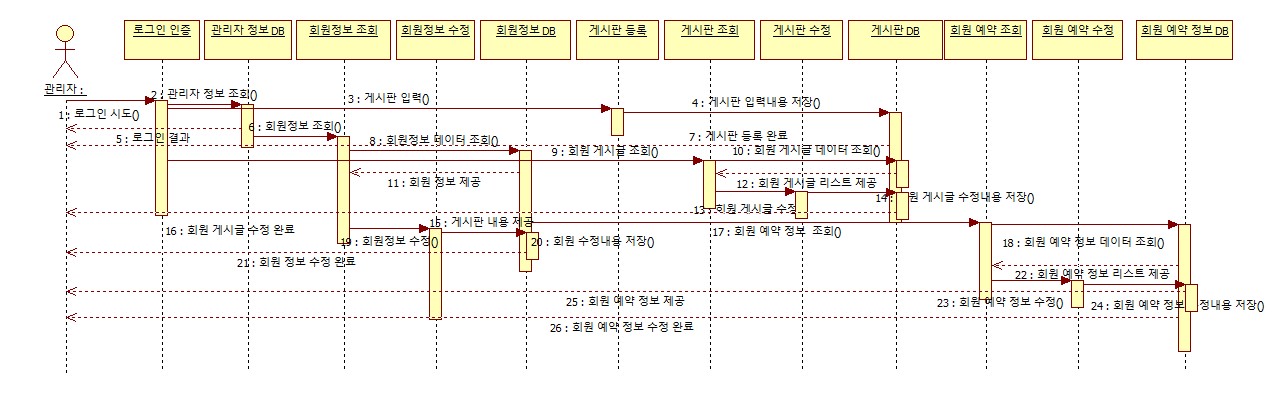 로그인 인증
관리자 정보 DB
회원정보 조회
회원정보 수정
회원정보 DB
게시판 등록
게시판 조회
게시판 수정
게시판 DB
회원 예약 조회
회원 예약 수정
회원 예약 정보 DB
관리자 :
1 : 로그인 시도()
2 : 관리자 정보 조회()
3 : 게시판 입력()
4 : 게시판 입력내용 저장()
5 : 로그인 결과
6 : 회원정보 조회()
7 : 게시판 등록 완료
8 : 회원정보 데이터 조회()
9 : 회원 게시글 조회()
10 : 회원 게시글 데이터 조회()
11 : 회원 정보 제공
12 : 회원 게시글 리스트 제공
13 : 회원 게시글 수정
14 : 회원 게시글 수정내용 저장()
15 : 게시판 내용 제공
16 : 회원 게시글 수정 완료
17 : 회원 예약 정보 조회()
18 : 회원 예약 정보 데이터 조회()
19 : 회원정보 수정()
20 : 회원 수정내용 저장()
21 : 회원 정보 수정 완료
22 : 회원 예약 정보 리스트 제공
23 : 회원 예약 정보 수정()
24 : 회원 예약 정보 수정내용 저장()
25 : 회원 예약 정보 제공
26 : 회원 예약 정보 수정 완료